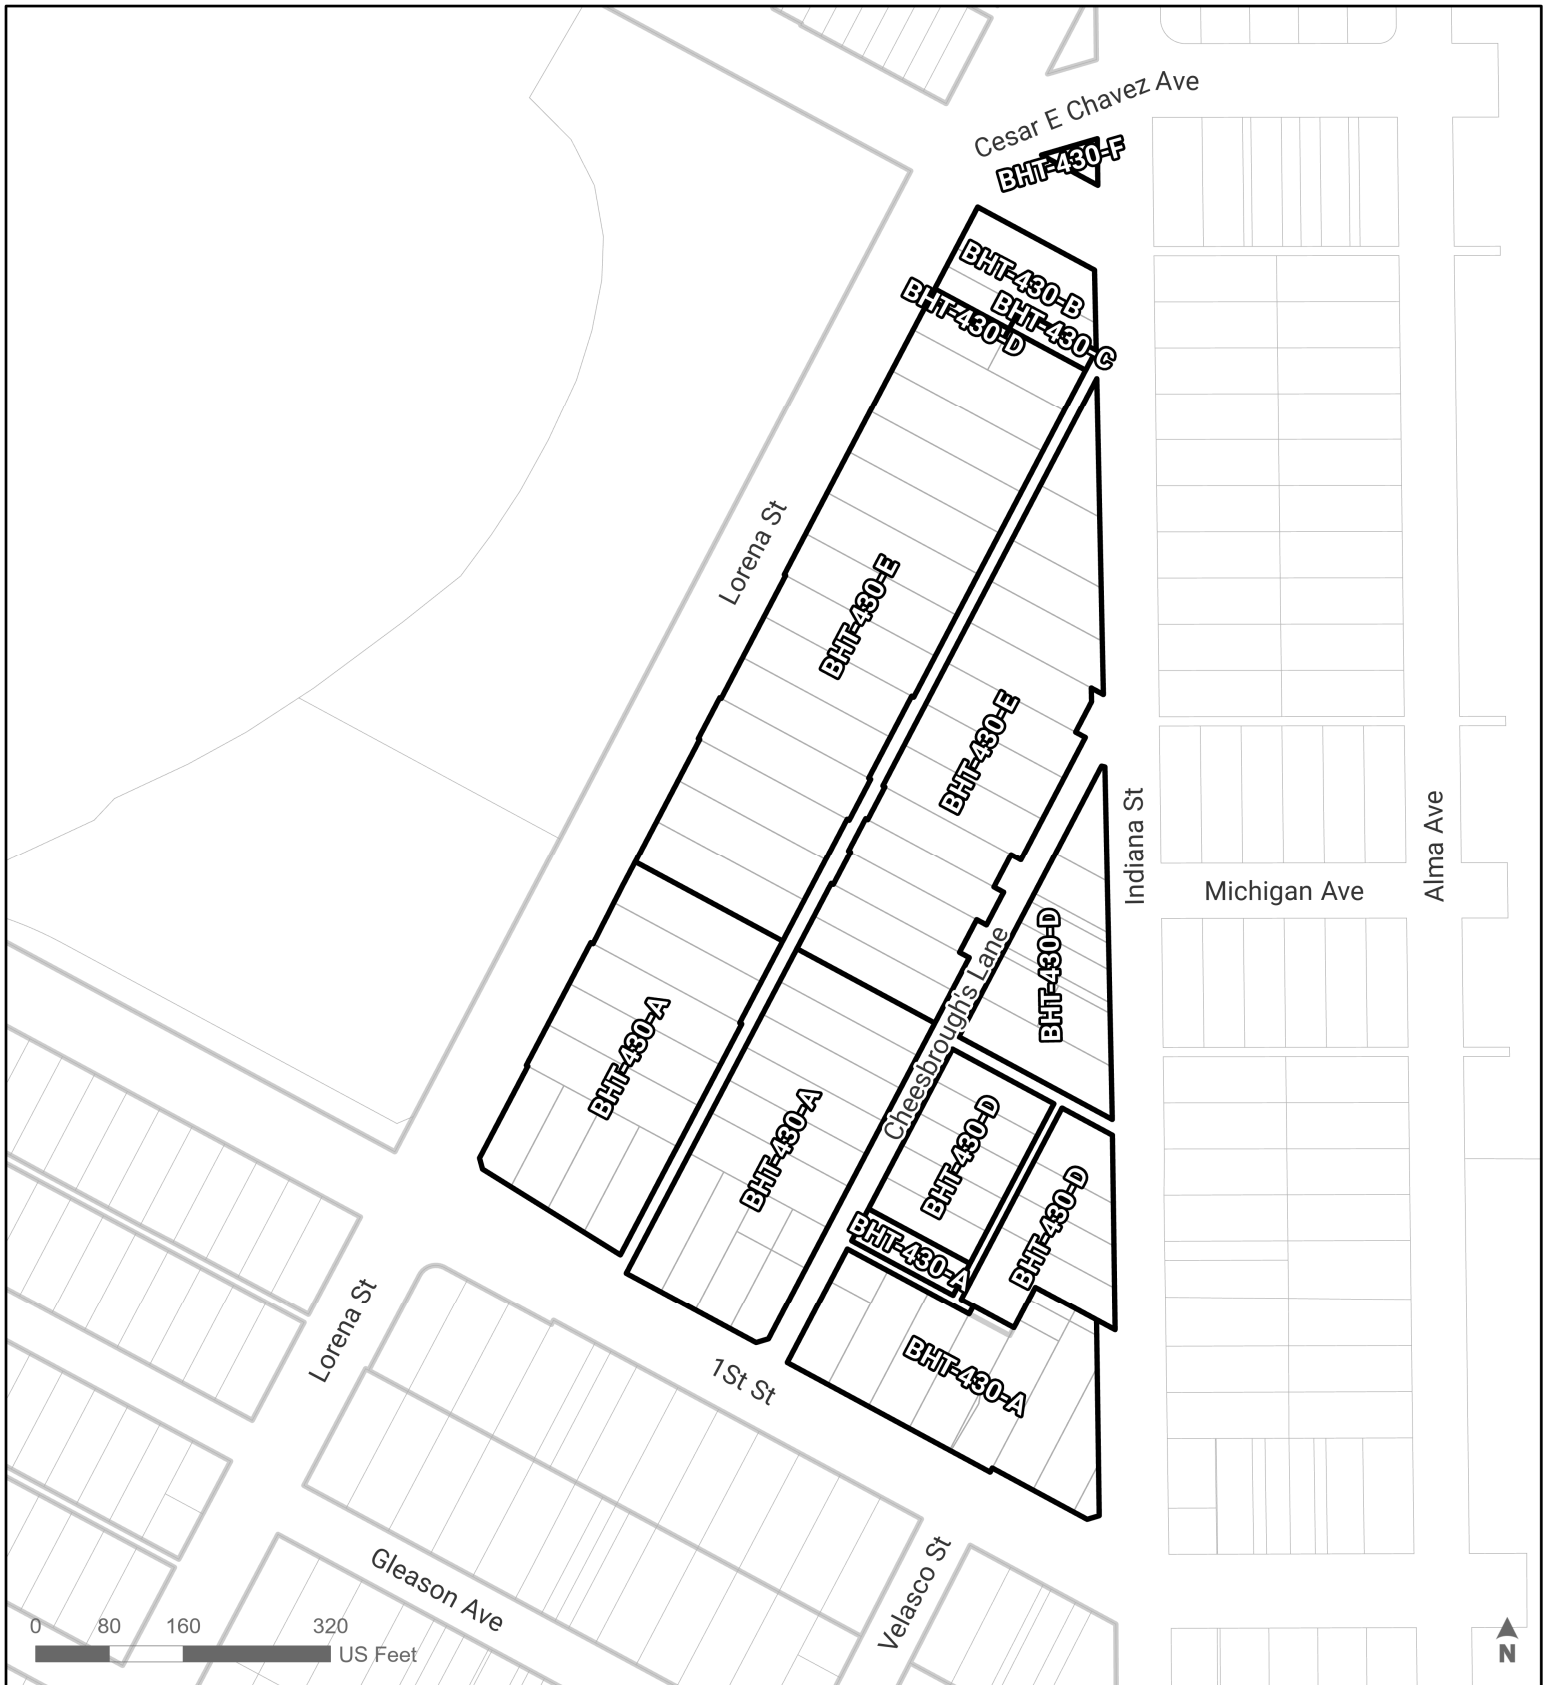 Cesar E Chavez Ave
BHT-430-F
BHT-430-B
BHT-430-D
BHT-430-C
Lorena St
BHT-430-E
BHT-430-E
Indiana St
Alma Ave
Michigan Ave
BHT-430-D
Cheesbrough's Lane
BHT-430-A
BHT-430-A
BHT-430-D
BHT-430-D
BHT-430-A
Lorena St
BHT-430-A
1St St
Gleason Ave
Velasco St
0 80 160 320
US Feet
N